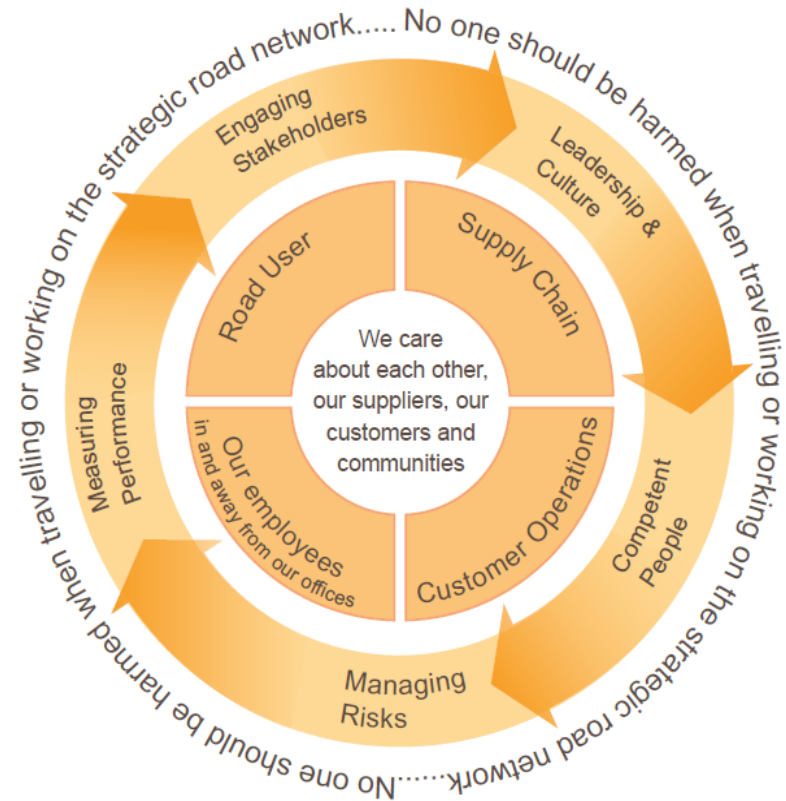 No one should be harmed when travelling or working on the strategic road network.......
No one should be harmed when travelling or working on the strategic road network.....
Engaging
Stakeholders
Leadership &
Culture
Competent
People
Managing
Risks
Measuring
Performance
Road User
Supply Chain
Customer Operations
Our employees
in and away from our offices
We care
about each other,
our suppliers, our
customers and
communities